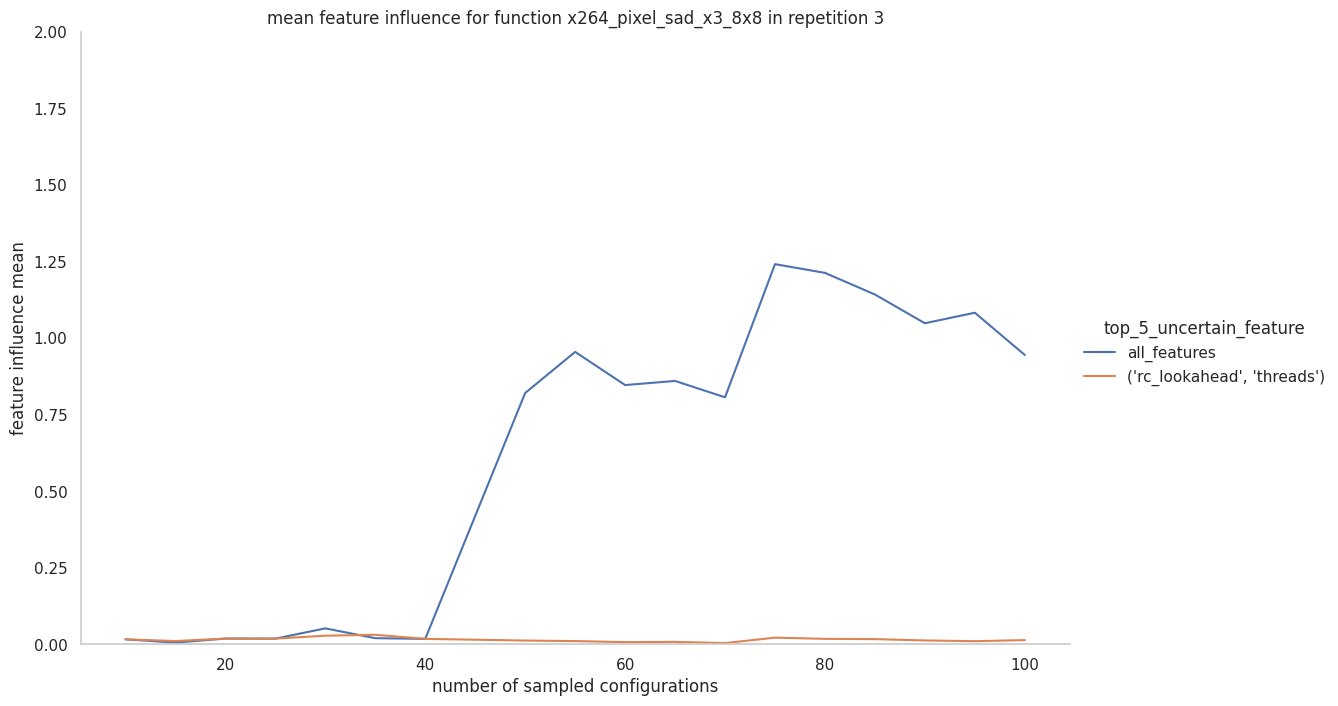 mean feature influence for function x264_pixel_sad_x3_8x8 in repetition 3
2.00
1.75
1.50
1.25
1.00
0.75
0.50
0.25
0.00
feature influence mean
20 40 60 80 100
number of sampled configurations
top_5_uncertain_feature
all_features
('rc_lookahead', 'threads')